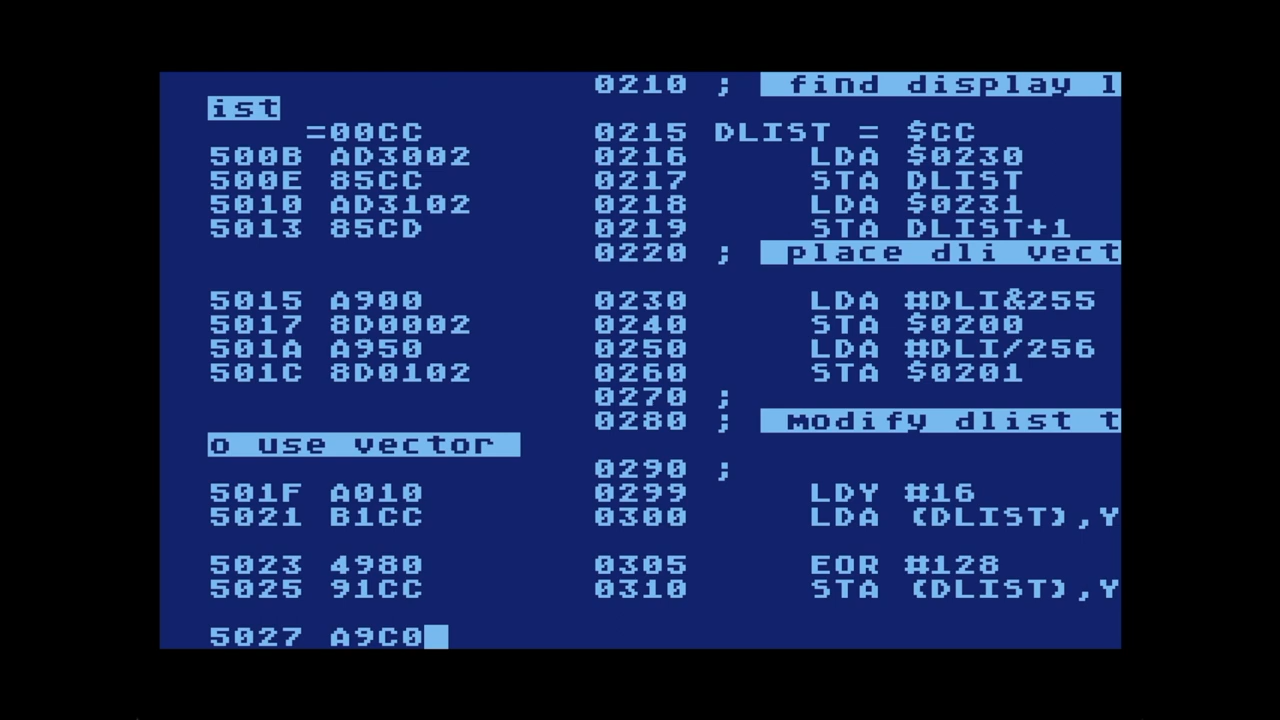 0210 ; find display l
ist
=00CC 0215 DLIST = $CC
500B AD3002 0216 LDA $0230
500E 85CC 0217 STA DLIST
5010 AD3102 0218 LDA $0231
5013 85CD 0219 STA DLIST+1
0220 ; place dli vect
5015 A900 0230 LDA #DLI&255
5017 8D0002 0240 STA $0200
501A A950 0250 LDA #DLI/256
501C 8D0102 0260 STA $0201
0270 ;
0280 ; modify dlist t
o use vector
0290 ;
501F A010 0299 LDY #16
5021 B1CC 0300 LDA (DLIST),Y
5023 4980 0305 EOR #128
5025 91CC 0310 STA (DLIST),Y
5027 A9C0